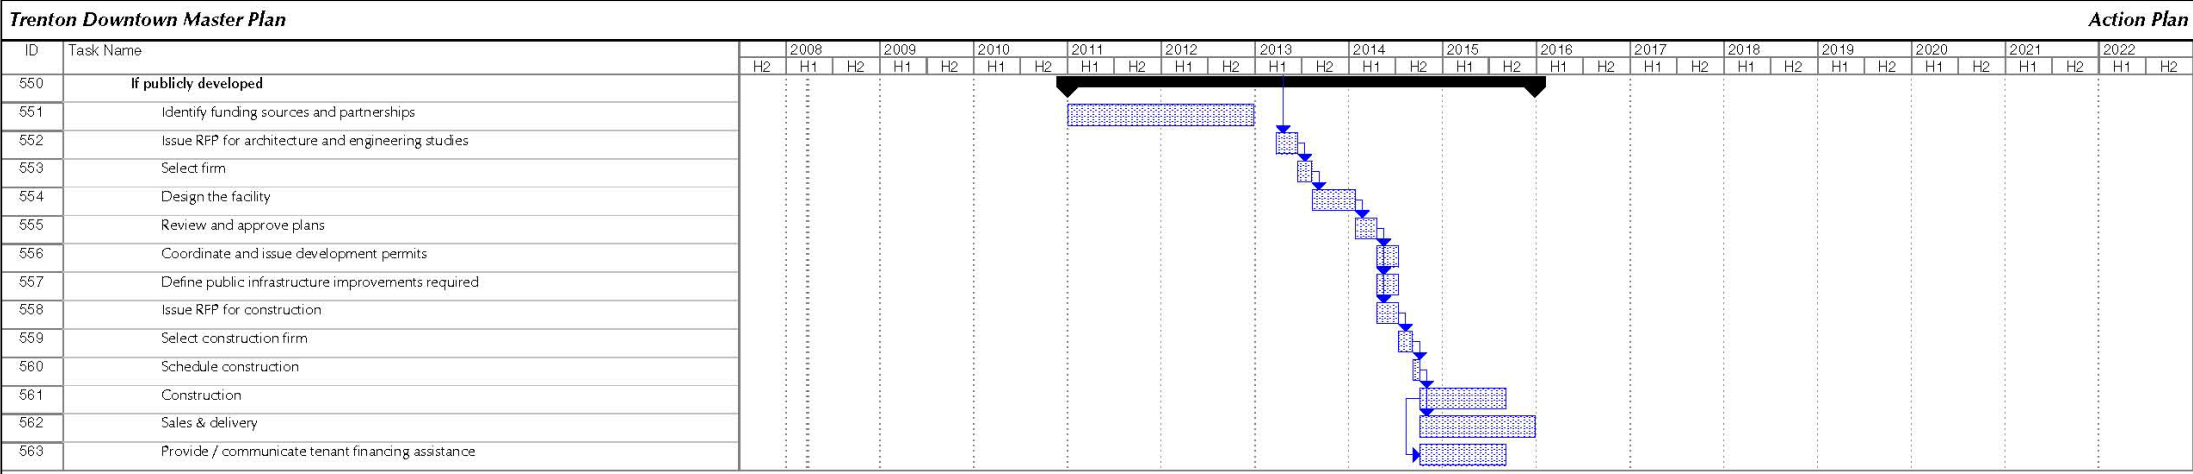 Trenton Downtown Master Plan Action Plan
ID Task Name 2008 2009 2010 2011 2012 2013 2014 2015 2016 2017 2018 2019 2020 2021 2022
H2 H1 H2 H1 H2 H1 H2 H1 H2 H1 H2 H1 H2 H1 H2 H1 H2 H1 H2 H1 H2 H1 H2 H1 H2 H1 H2 H1 H2 H1 H2
550 If publicly developed
551 Identify funding sources and partnerships
552 Issue RFP for architecture and engineering studies
553 Select firm
554 Design the facility
555 Review and approve plans
556 Coordinate and issue development permits
557 Define public infrastructure improvements required
558 Issue RFP for construction
559 Select construction firm
560 Schedule construction
561 Construction
562 Sales & delivery
563 Provide / communicate tenant financing assistance